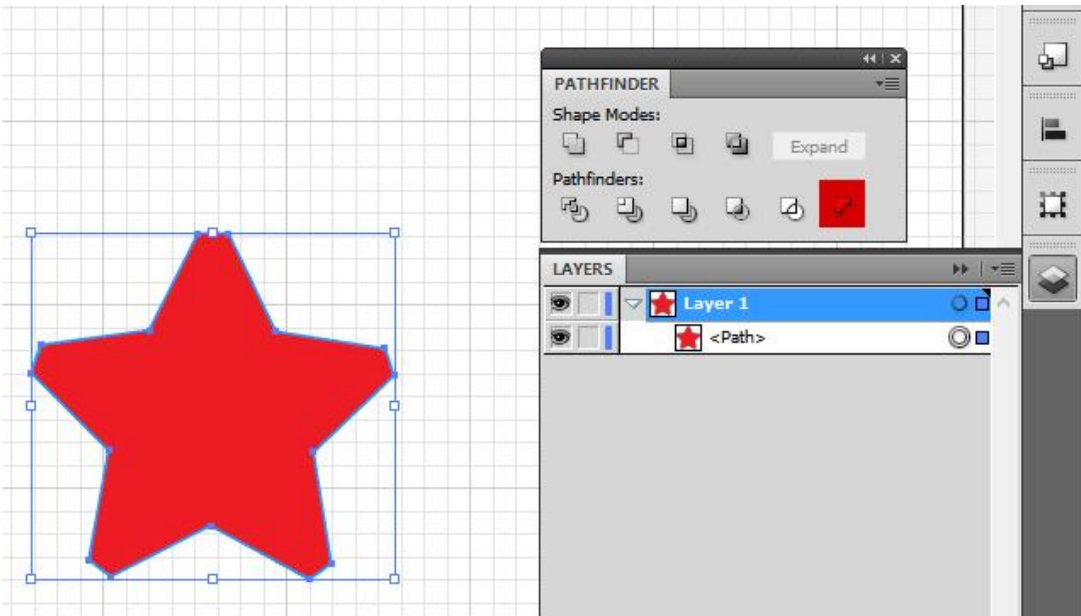 PATHFINDER
Shape Modes:
Expand
Pathfinders:
LAYERS
Layer 1
<Path>